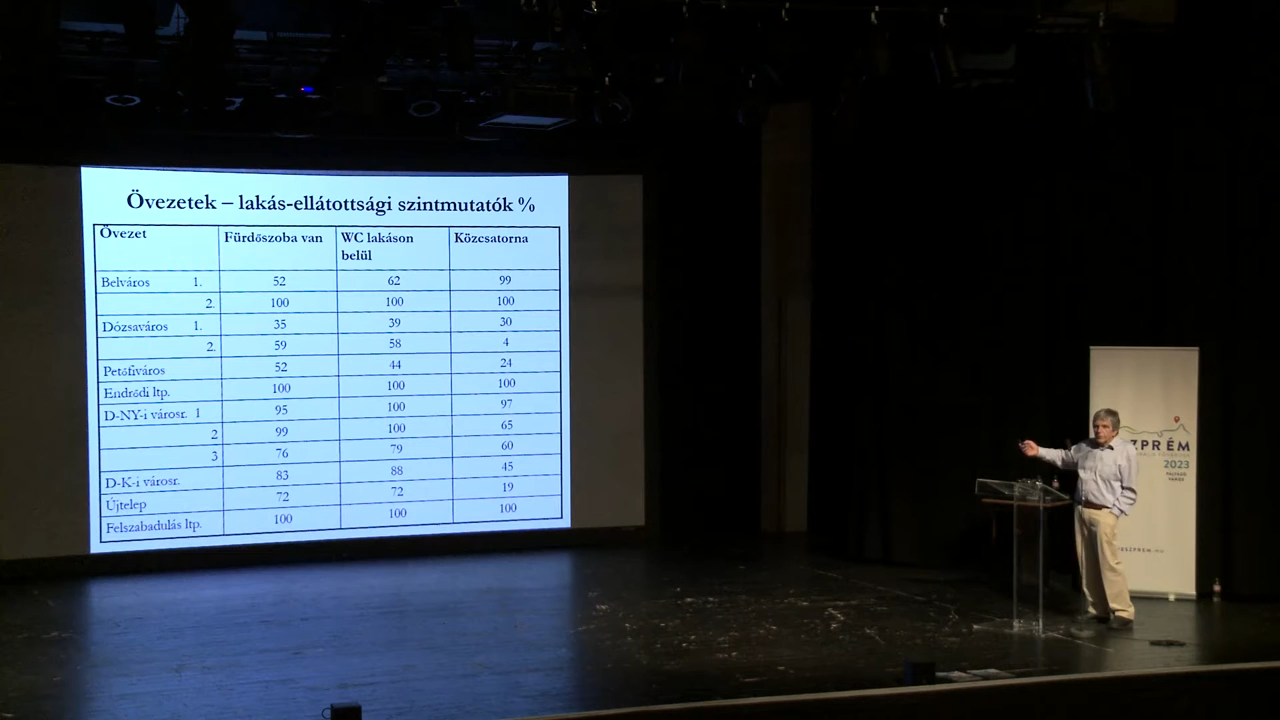 Övezetek – lakás-ellátottsági szintmutatók %
Övezet Fürdőszoba van WC lakáson belül Közcsatorna
Belváros 1. 52 62 99
2. 100 100 100
Dózsaváros 1. 35 39 30
2. 59 58 4
Petőfiváros 52 44 24
Endrődi ltp. 100 100 100
D-NY-i városr. 1 95 100 97
2 99 100 65
3 76 79 60
D-K-i városr. 83 88 45
Újtelep 72 72 19
Felszabadulás ltp. 100 100 100
SZPRÉM
2023